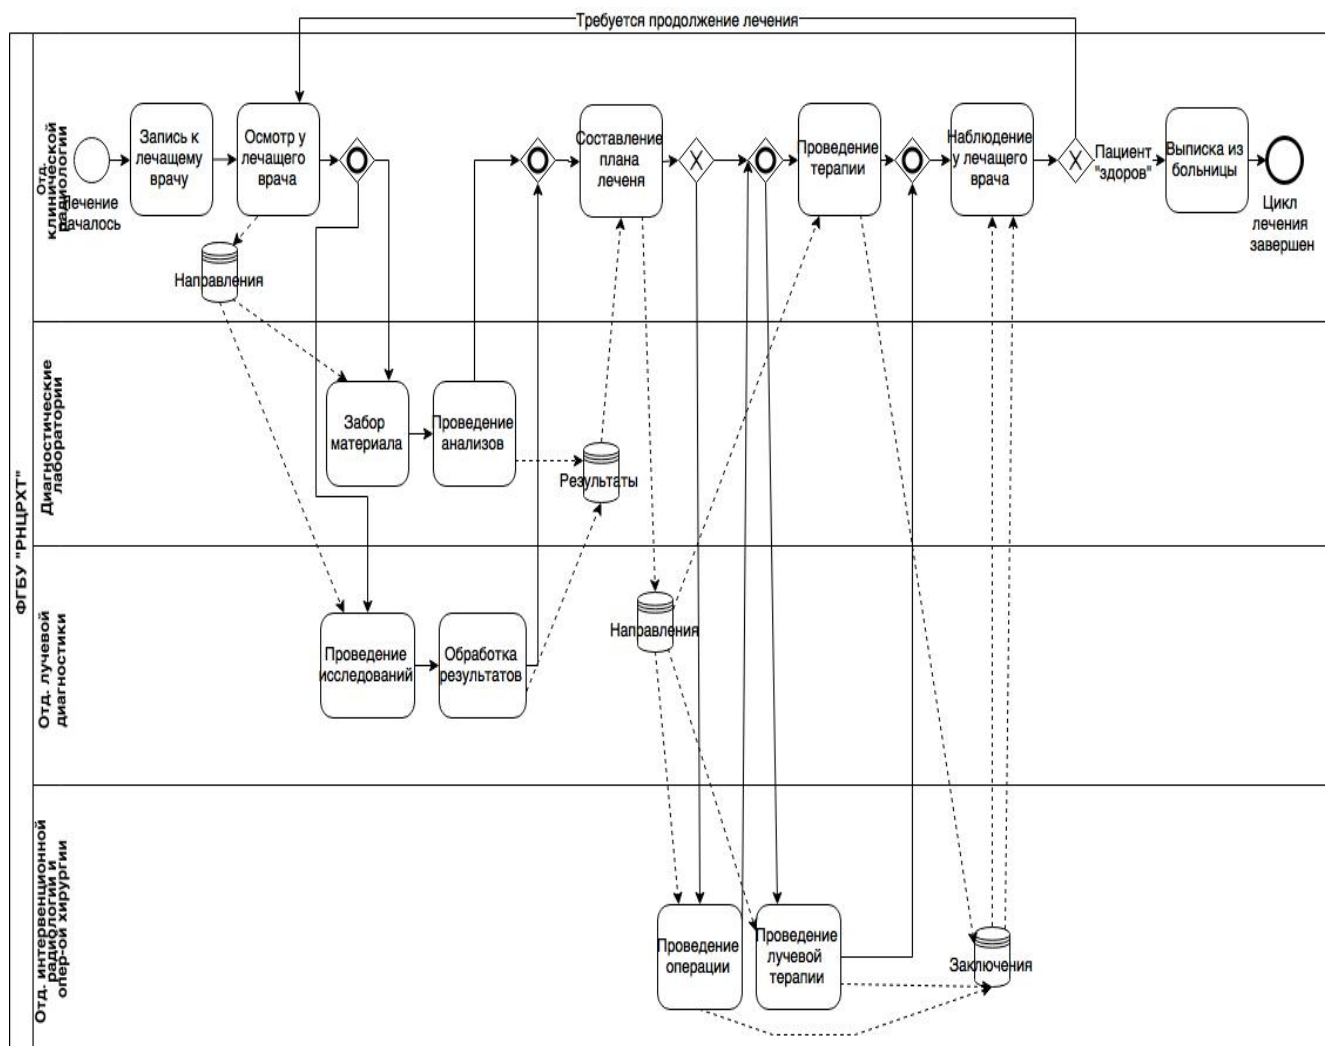 Требуется продолжение лечения
ФГБУ "РНЦРХТ"
Отд.
клинической
радиологии
Лечение
началось
Запись к
лечащему
врачу
Осмотр у
лечащего
врача
Направления
Составление
плана
леченя
X
Проведение
терапии
Наблюдение
у лечащего
врача
X
Пациент
"здоров"
Выписка из
больницы
Цикл
лечения
завершен
Диагностические
лаборатории
Забор
материала
Проведение
анализов
Результаты
Отд. лучевой
диагностики
Проведение
исследований
Обработка
результатов
Направления
Отд. интервенционной
радиологии и
опер-ой хирургии
Проведение
операции
Проведение
лучевой
терапии
Заключения